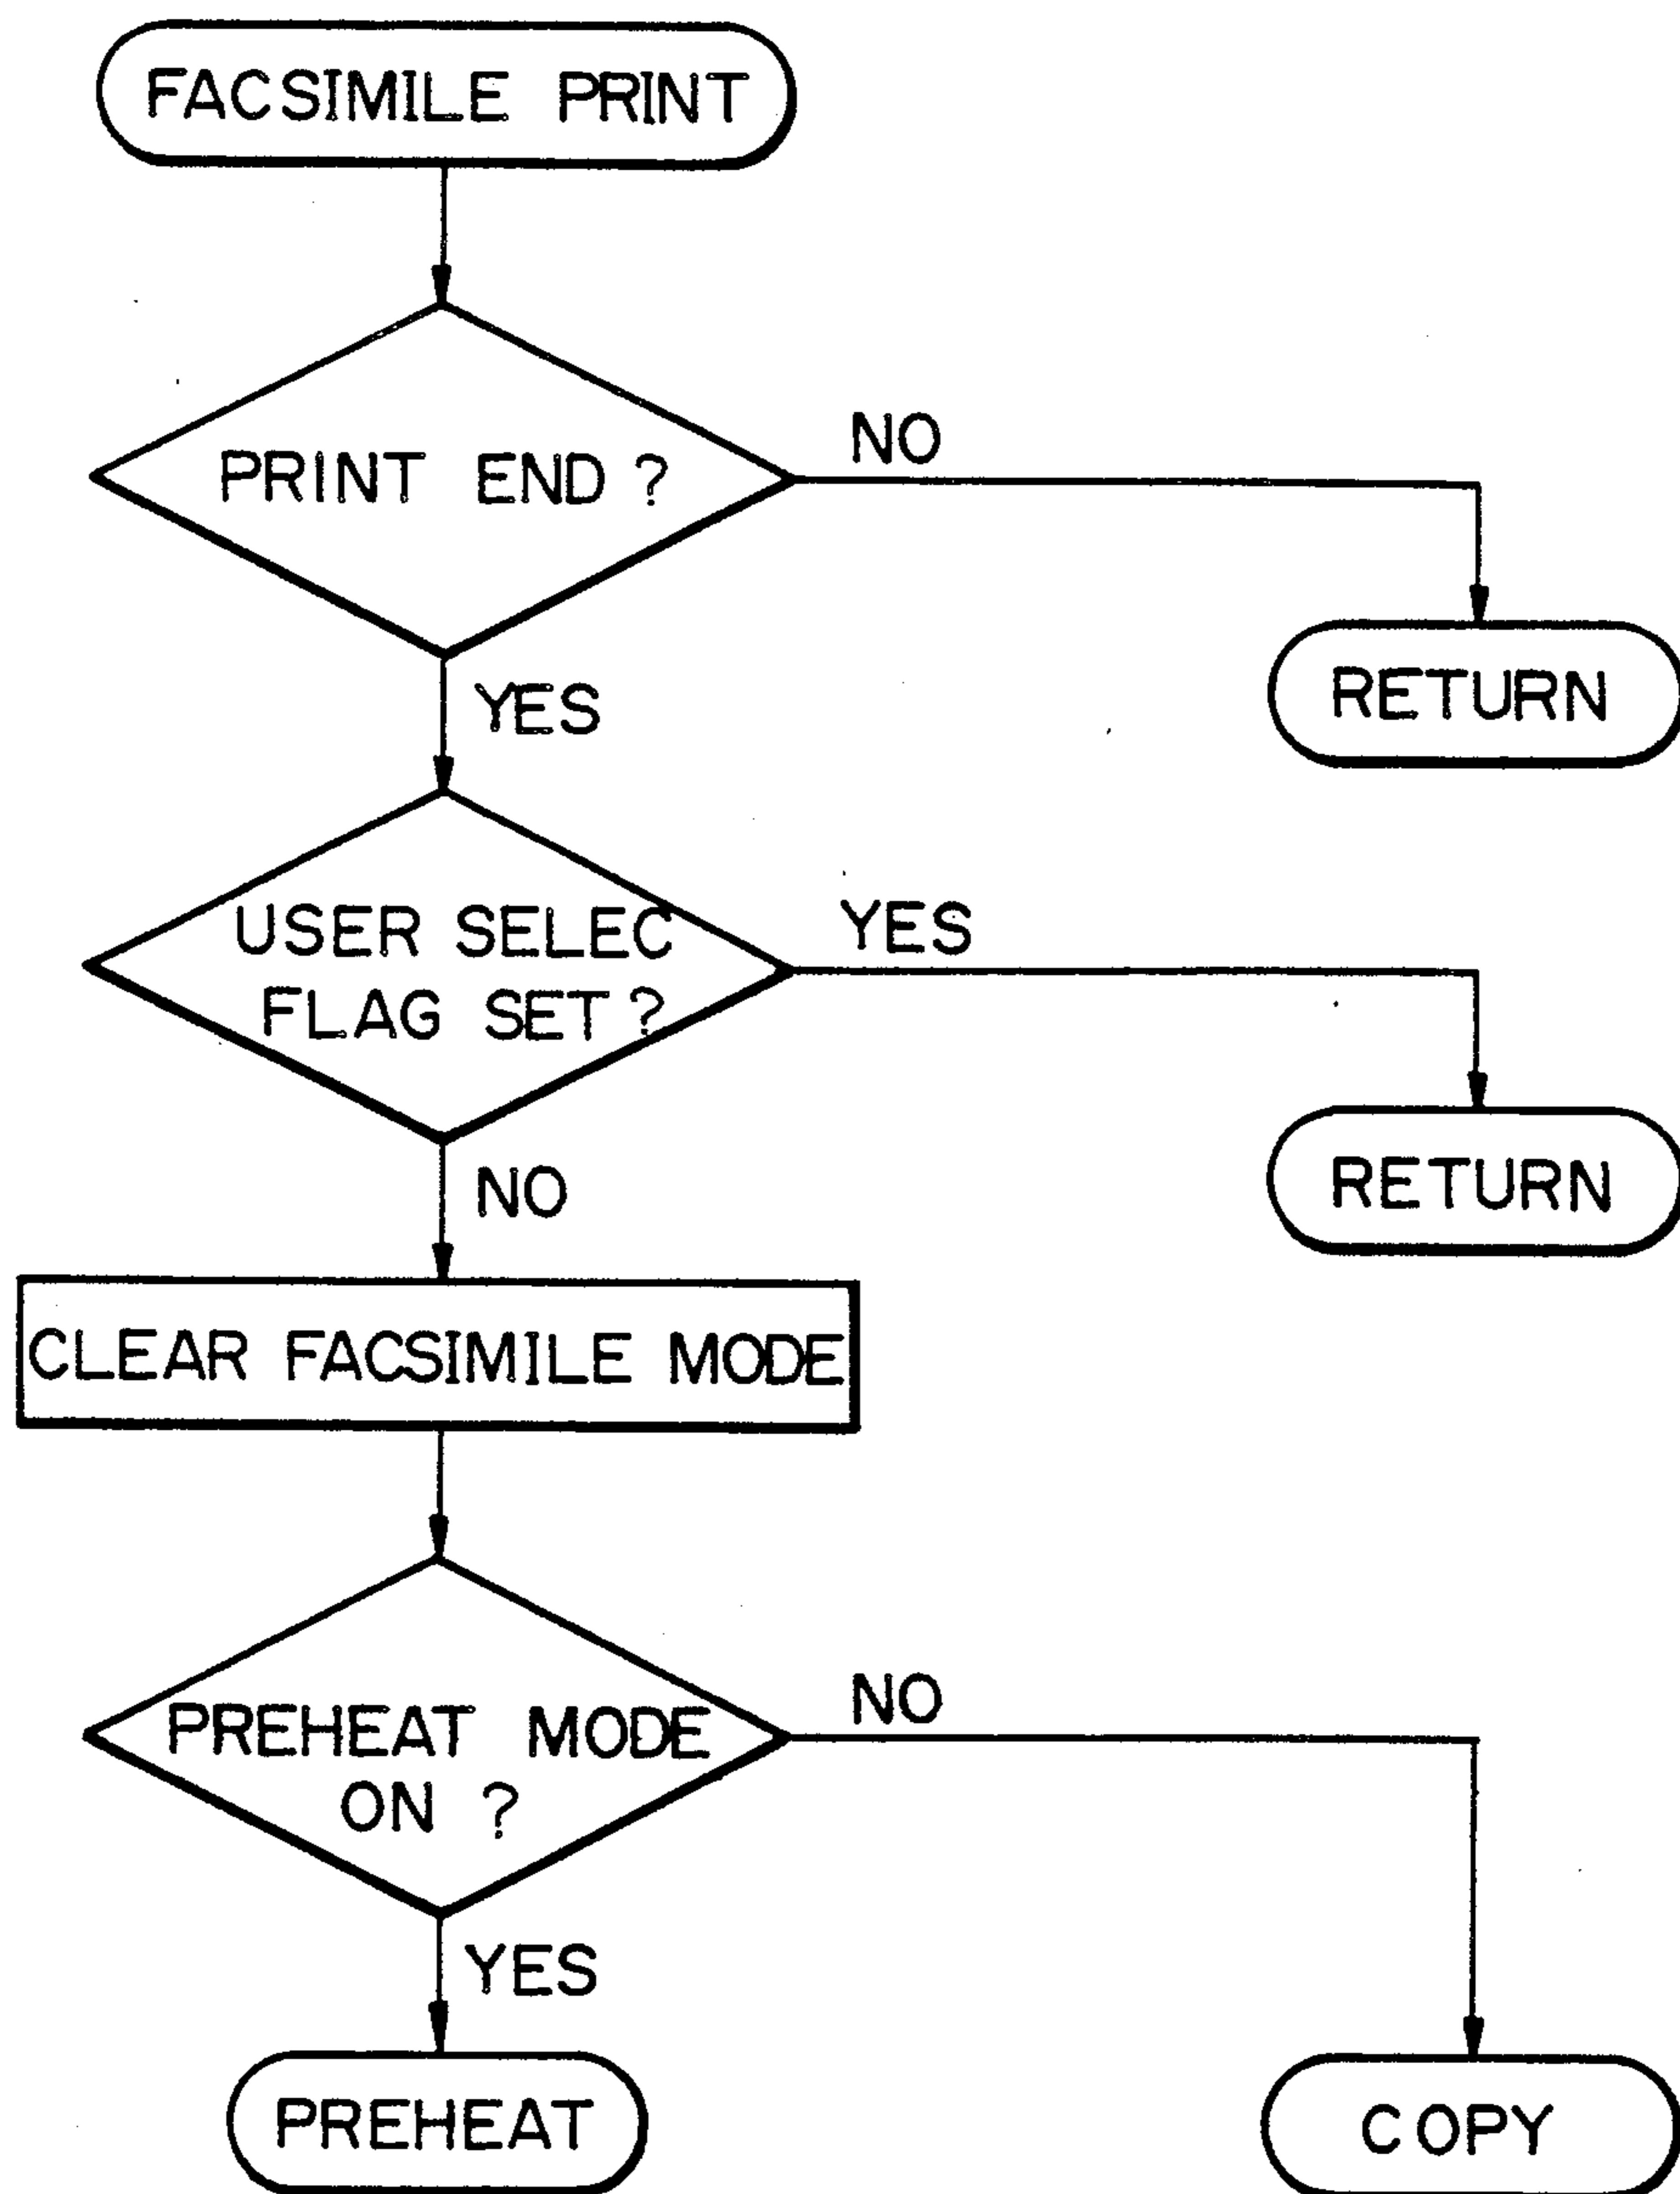 FACSIMILE PRINT
PRINT END ?
NO
RETURN
YES
USER SELEC
FLAG SET ?
YES
RETURN
NO
CLEAR FACSIMILE MODE
PREHEAT MODE
ON ?
NO
YES
PREHEAT
COPY